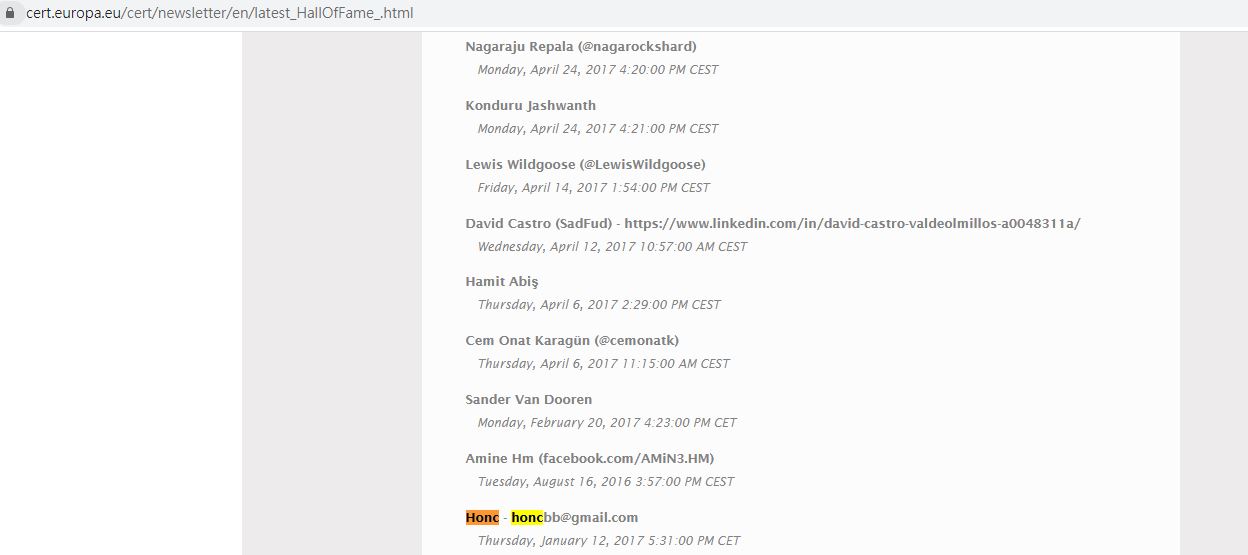 cert.europa.eu/cert/newsletter/en/latest_HallOfFame_.html
Nagaraju Repala (@nagarockshard)
Monday, April 24, 2017 4:20:00 PM CEST
Konduru Jashwanth
Monday, April 24, 2017 4:21:00 PM CEST
Lewis Wildgoose (@LewisWildgoose)
Friday, April 14, 2017 1:54:00 PM CEST
David Castro (SadFud) - https://www.linkedin.com/in/david-castro-valdeolmillos-a0048311a/
Wednesday, April 12, 2017 10:57:00 AM CEST
Hamit Abiş
Thursday, April 6, 2017 2:29:00 PM CEST
Cem Onat Karagün (@cemonatk)
Thursday, April 6, 2017 11:15:00 AM CEST
Sander Van Dooren
Monday, February 20, 2017 4:23:00 PM CET
Amine Hm (facebook.com/AMiN3.HM)
Tuesday, August 16, 2016 3:57:00 PM CEST
Honc - honcbb@gmail.com
Thursday, January 12, 2017 5:31:00 PM CET